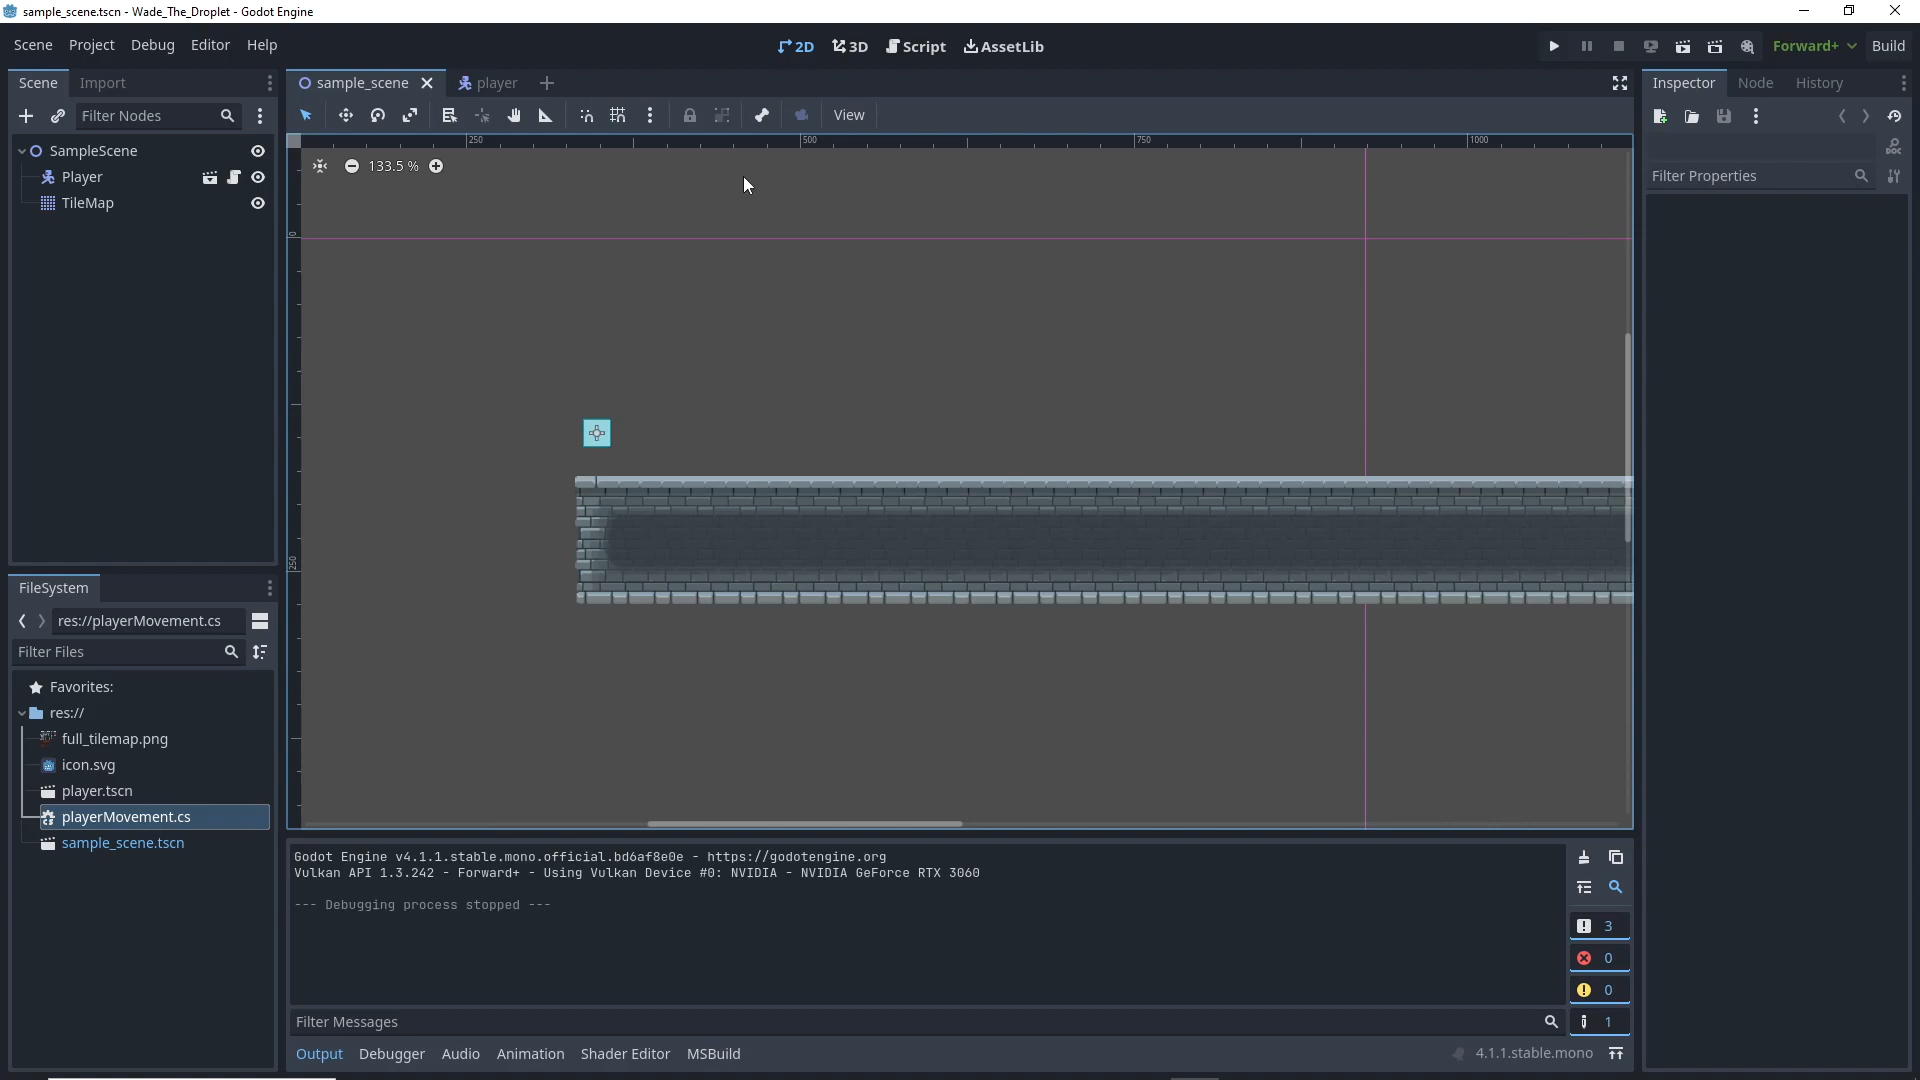 sample_scene.tscn - Wade_The_Droplet - Godot Engine
Scene Project Debug Editor Help
2D 3D Script AssetLib
Forward+ Build
Scene Import
sample_scene player
Inspector Node History
Filter Nodes
View
250 500 750 1000
SampleScene
Player
TileMap
133.5 %
DOC
Filter Properties
0
250
FileSystem
res://playerMovement.cs
Filter Files
Favorites:
res://
full_tilemap.png
icon.svg
player.tscn
playerMovement.cs
sample_scene.tscn
Godot Engine v4.1.1.stable.mono.official.bd6af8e0e - https://godotengine.org
Vulkan API 1.3.242 - Forward+ - Using Vulkan Device #0: NVIDIA - NVIDIA GeForce RTX 3060
--- Debugging process stopped ---
3
0
0
1
Filter Messages
Output Debugger Audio Animation Shader Editor MSBuild
4.1.1.stable.mono